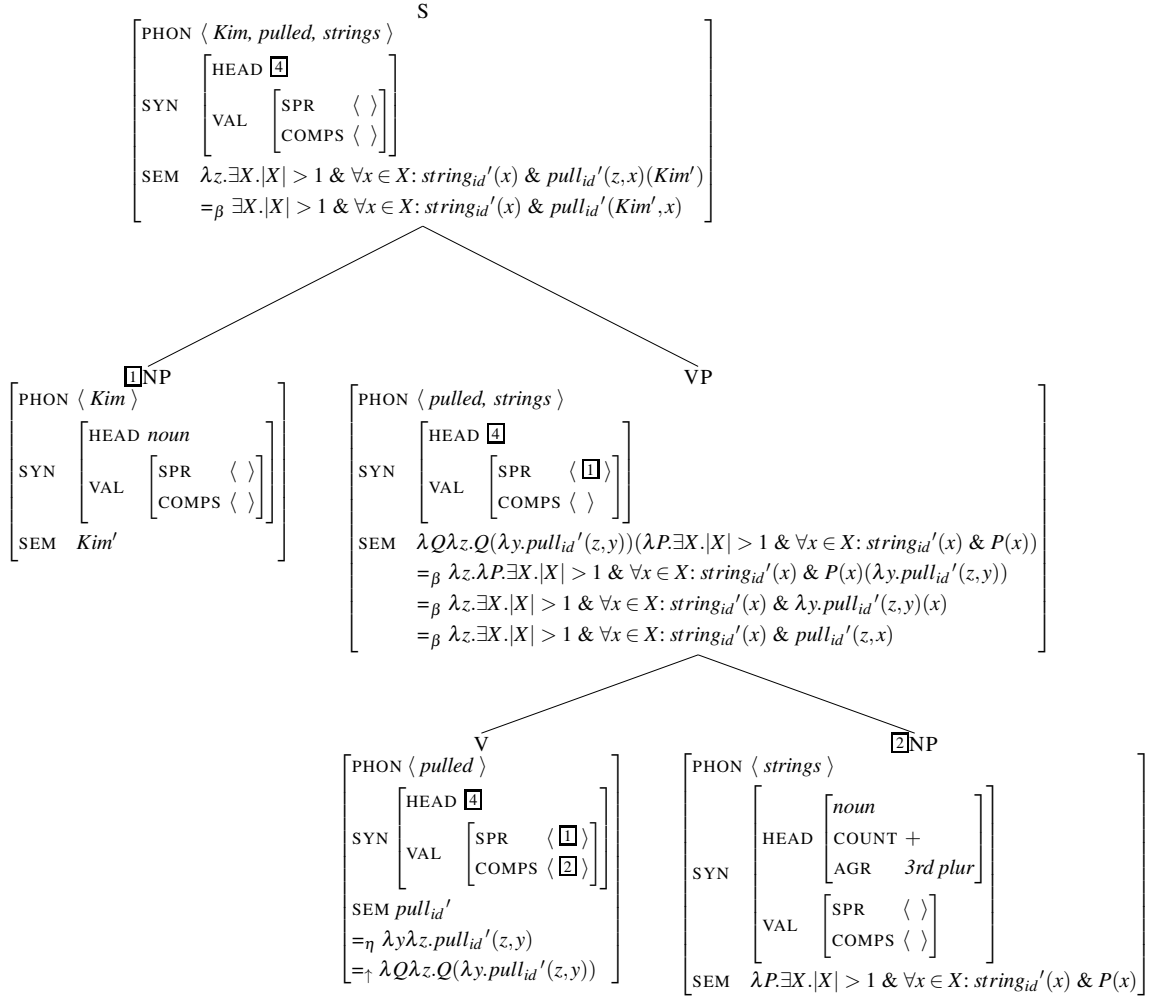 S
PHON ⟨ Kim, pulled, strings ⟩
HEAD 4
SYN
VAL
SPR ⟨ ⟩
COMPS ⟨ ⟩
SEM λz.∃X.|X| > 1 & ∀x ∈ X: string_id′(x) & pull_id′(z,x)(Kim′)
=β ∃X.|X| > 1 & ∀x ∈ X: string_id′(x) & pull_id′(Kim′,x)
1 NP
PHON ⟨ Kim ⟩
HEAD noun
SYN
VAL
SPR ⟨ ⟩
COMPS ⟨ ⟩
SEM Kim′
VP
PHON ⟨ pulled, strings ⟩
HEAD 4
SYN
VAL
SPR ⟨ 1 ⟩
COMPS ⟨ ⟩
SEM λQλz.Q(λy.pull_id′(z,y))(λP.∃X.|X| > 1 & ∀x ∈ X: string_id′(x) & P(x))
=β λz.λP.∃X.|X| > 1 & ∀x ∈ X: string_id′(x) & P(x)(λy.pull_id′(z,y))
=β λz.∃X.|X| > 1 & ∀x ∈ X: string_id′(x) & λy.pull_id′(z,y)(x)
=β λz.∃X.|X| > 1 & ∀x ∈ X: string_id′(x) & pull_id′(z,x)
V
PHON ⟨ pulled ⟩
HEAD 4
SYN
VAL
SPR ⟨ 1 ⟩
COMPS ⟨ 2 ⟩
SEM pull_id′
=η λyλz.pull_id′(z,y)
=↑ λQλz.Q(λy.pull_id′(z,y))
2 NP
PHON ⟨ strings ⟩
noun
HEAD COUNT +
AGR 3rd plur
SYN
VAL
SPR ⟨ ⟩
COMPS ⟨ ⟩
SEM λP.∃X.|X| > 1 & ∀x ∈ X: string_id′(x) & P(x)